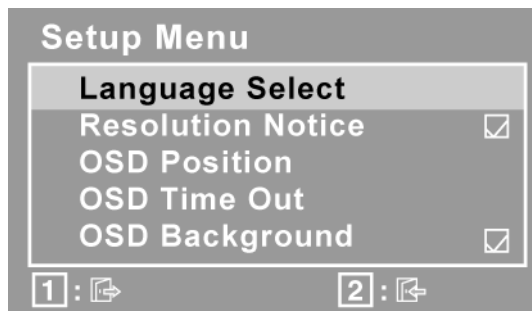 Setup Menu
Language Select
Resolution Notice
OSD Position
OSD Time Out
OSD Background
1 : 2 :